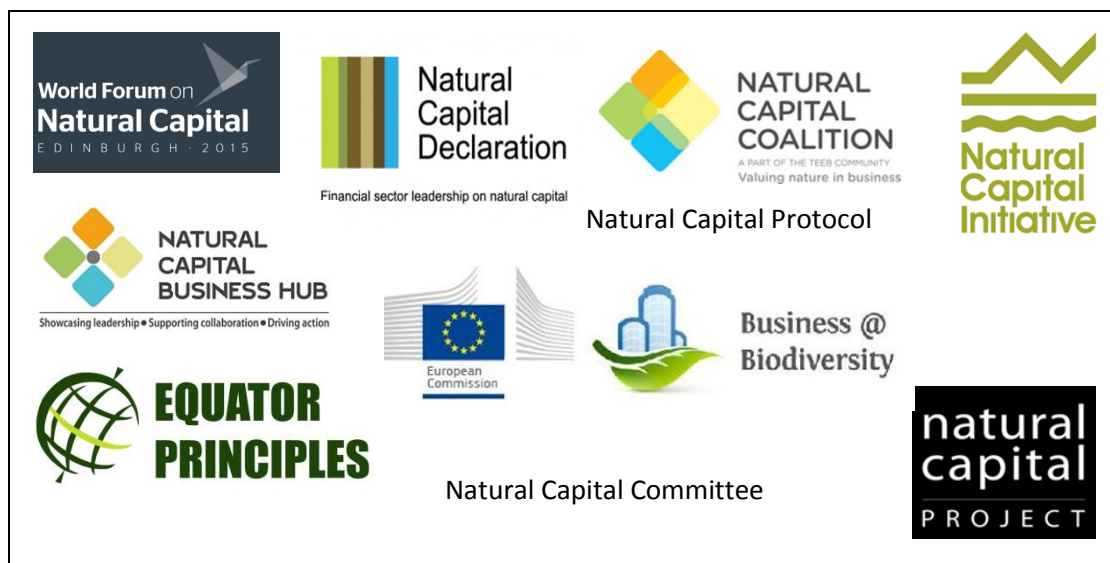 World Forum on
Natural Capital
EDINBURGH · 2015
Natural
Capital
Declaration
Financial sector leadership on natural capital
NATURAL
CAPITAL
COALITION
A PART OF THE TEEB COMMUNITY
Valuing nature in business
Natural Capital Protocol
Natural
Capital
Initiative
NATURAL
CAPITAL
BUSINESS HUB
Showcasing leadership ● Supporting collaboration ● Driving action
European
Commission
Business @
Biodiversity
EQUATOR
PRINCIPLES
Natural Capital Committee
natural
capital
PROJECT